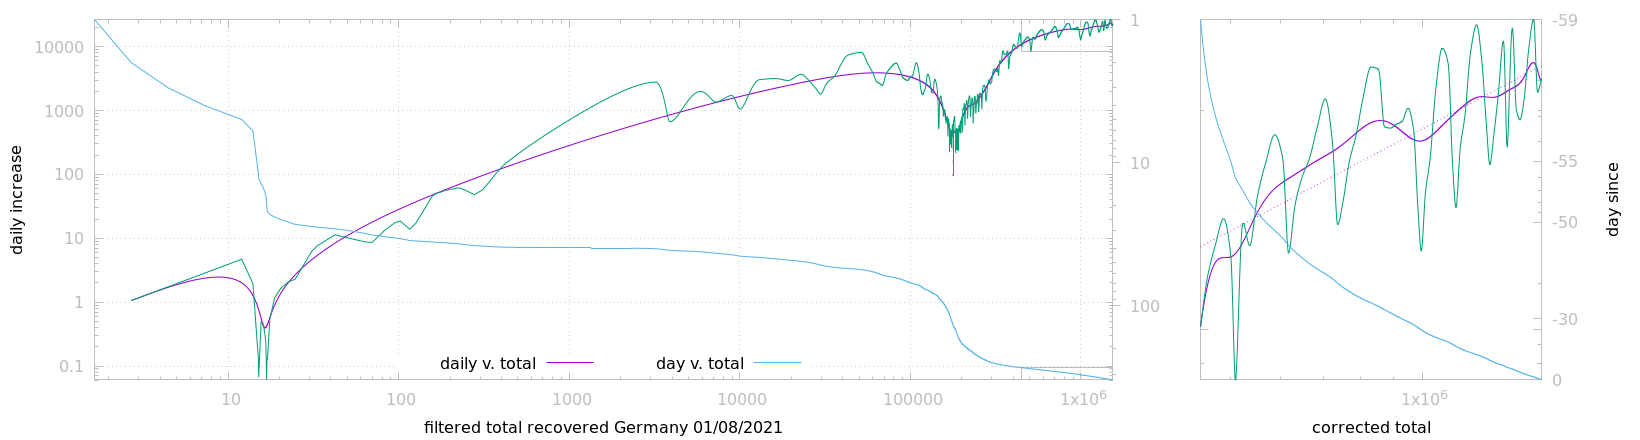 daily increase
10000
1000
100
10
1
0.1
10
100
1000
10000
100000
1x10^6
1
10
100
daily v. total
day v. total
filtered total recovered Germany 01/08/2021
1x10^6
corrected total
-59
-55
-50
-30
0
day since